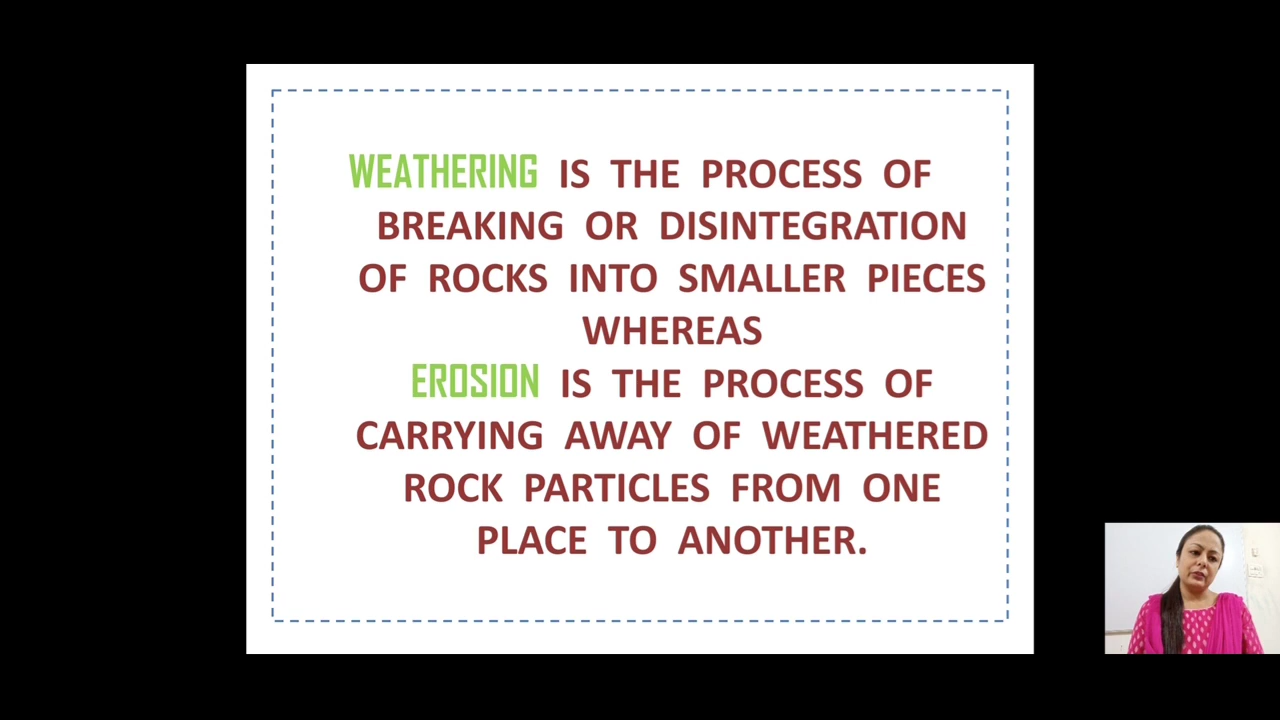 WEATHERING IS THE PROCESS OF
BREAKING OR DISINTEGRATION
OF ROCKS INTO SMALLER PIECES
WHEREAS
EROSION IS THE PROCESS OF
CARRYING AWAY OF WEATHERED
ROCK PARTICLES FROM ONE
PLACE TO ANOTHER.